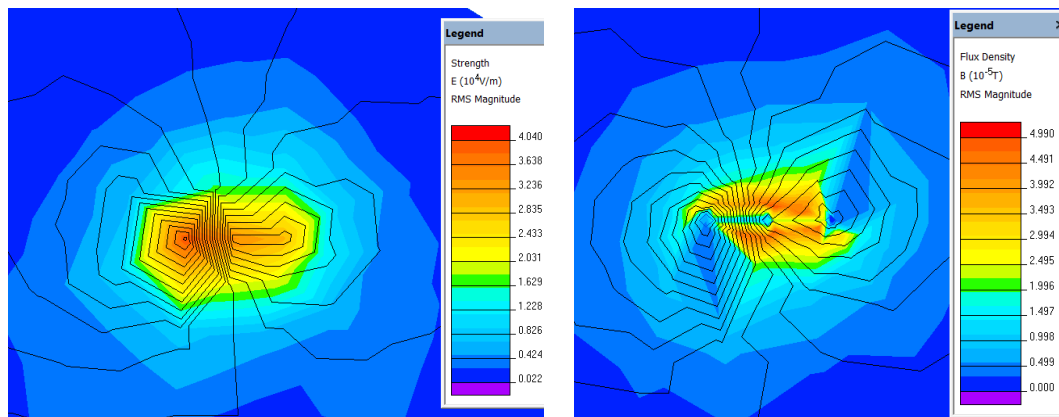 Legend
Strength
E (10⁴V/m)
RMS Magnitude
4.040
3.638
3.236
2.835
2.433
2.031
1.629
1.228
0.826
0.424
0.022
Legend
Flux Density
B (10⁻⁵T)
RMS Magnitude
4.990
4.491
3.992
3.493
2.994
2.495
1.996
1.497
0.998
0.499
0.000